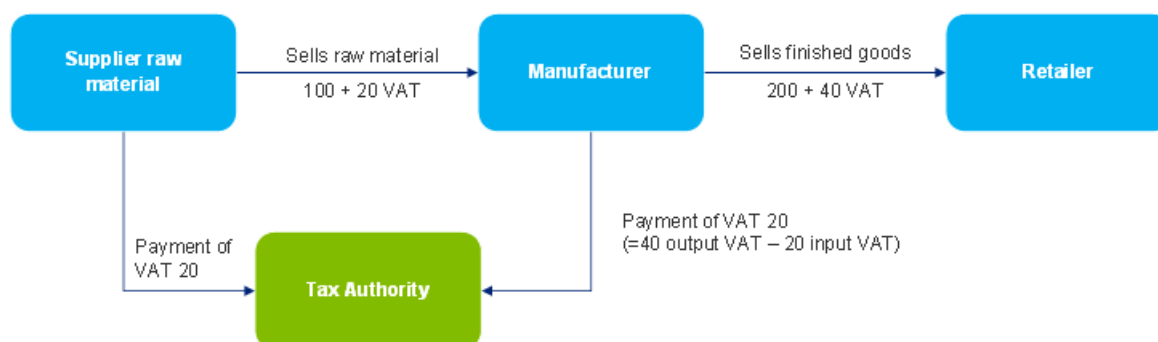 Supplier raw
material
Sells raw material
100 + 20 VAT
Manufacturer
Sells finished goods
200 + 40 VAT
Retailer
Payment of
VAT 20
Tax Authority
Payment of VAT 20
(=40 output VAT – 20 input VAT)